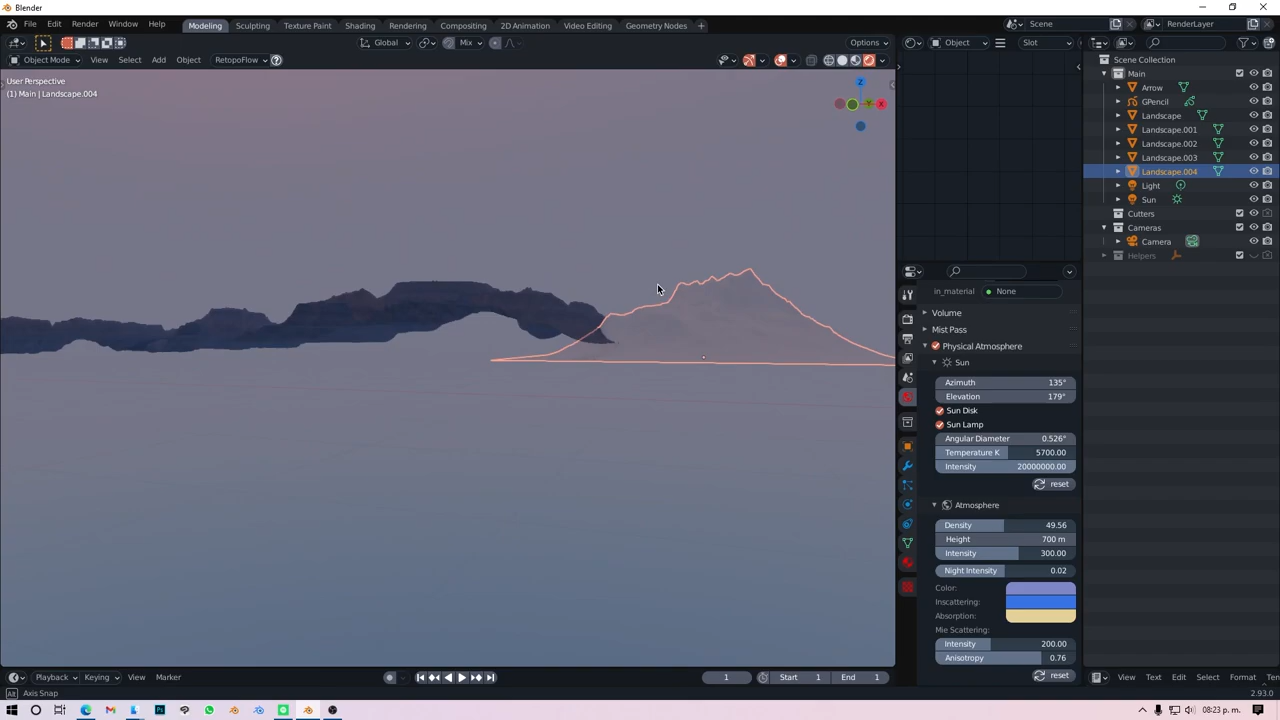 Blender
File Edit Render Window Help Modeling Sculpting Texture Paint Shading Rendering Compositing 2D Animation Video Editing Geometry Nodes + Scene RenderLayer
Global Mix Options Object Slot
Object Mode View Select Add Object RetopoFlow
User Perspective
(1) Main | Landscape.004
Z
Y
X
Scene Collection
Main
Arrow
GPencil
Landscape
Landscape.001
Landscape.002
Landscape.003
Landscape.004
Light
Sun
Cutters
Cameras
Camera
Helpers
in_material None
Volume
Mist Pass
Physical Atmosphere
Sun
Azimuth 135°
Elevation 179°
Sun Disk
Sun Lamp
Angular Diameter 0.526°
Temperature K 5700.00
Intensity 20000000.00
reset
Atmosphere
Density 49.56
Height 700 m
Intensity 300.00
Night Intensity 0.02
Color:
Inscattering:
Absorption:
Mie Scattering:
Intensity 200.00
Anisotropy 0.76
reset
Playback Keying View Marker 1 Start 1 End 1 View Text Edit Select Format Ten
Axis Snap 2.93.0
08:23 p. m.